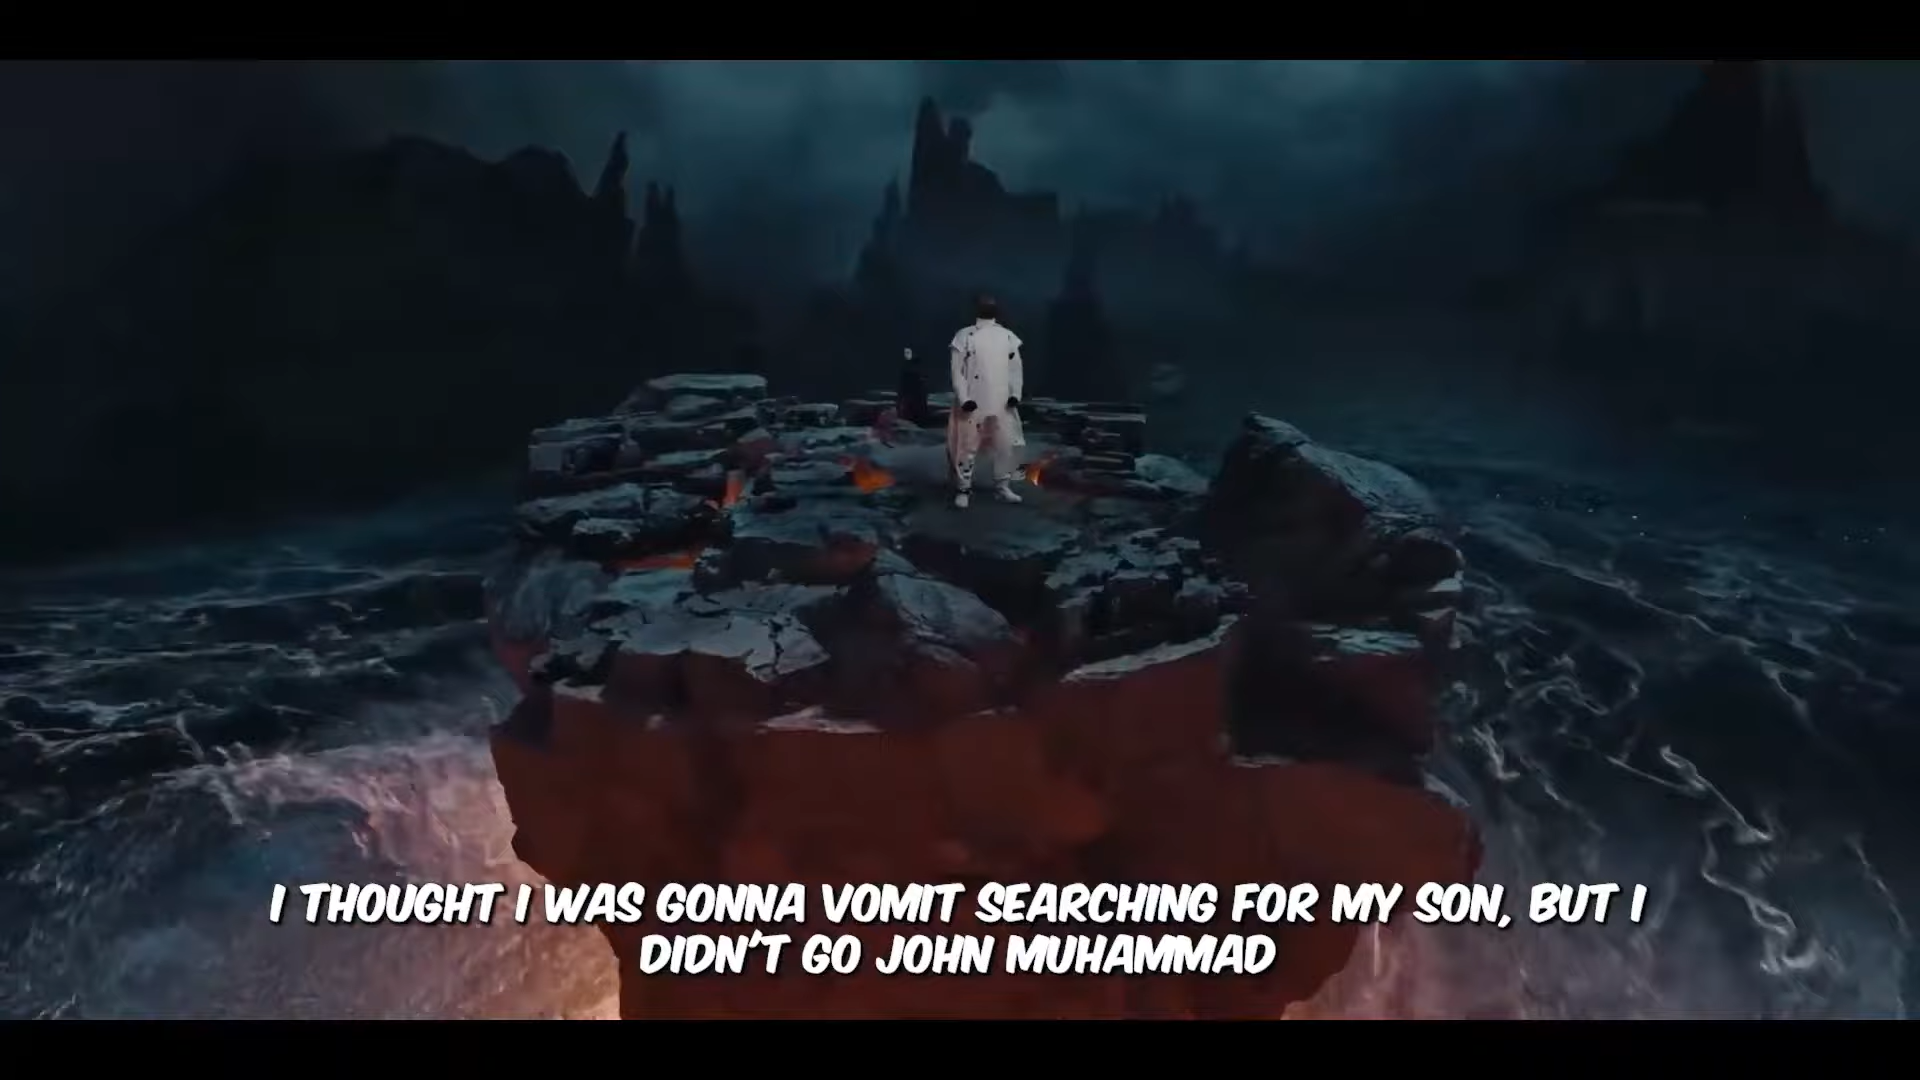 I THOUGHT I WAS GONNA VOMIT SEARCHING FOR MY SON, BUT I
DIDN'T GO JOHN MUHAMMAD